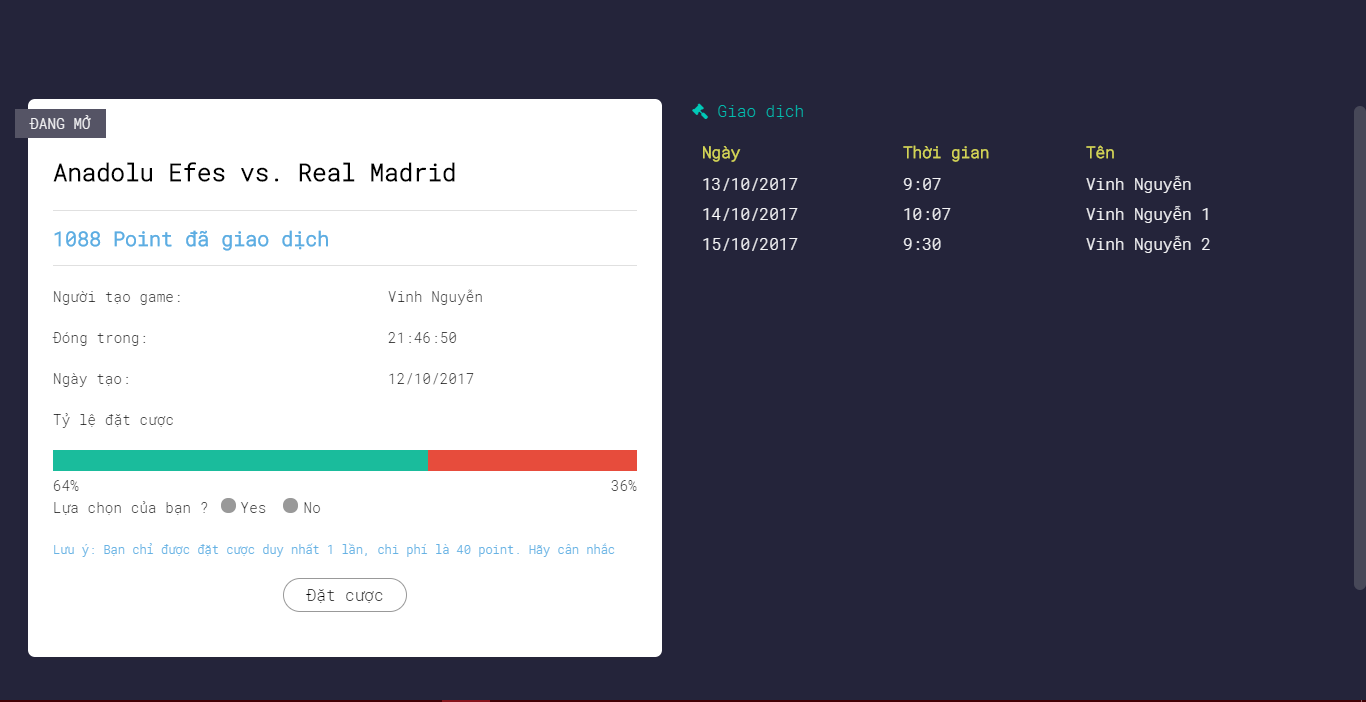 ĐANG MỞ
Anadolu Efes vs. Real Madrid
1088 Point đã giao dịch
Người tạo game: Vinh Nguyễn
Đóng trong: 21:46:50
Ngày tạo: 12/10/2017
Tỷ lệ đặt cược
64% 36%
Lựa chọn của bạn ? Yes No
Lưu ý: Bạn chỉ được đặt cược duy nhất 1 lần, chi phí là 40 point. Hãy cân nhắc
Đặt cược
Giao dịch
Ngày Thời gian Tên
13/10/2017 9:07 Vinh Nguyễn
14/10/2017 10:07 Vinh Nguyễn 1
15/10/2017 9:30 Vinh Nguyễn 2